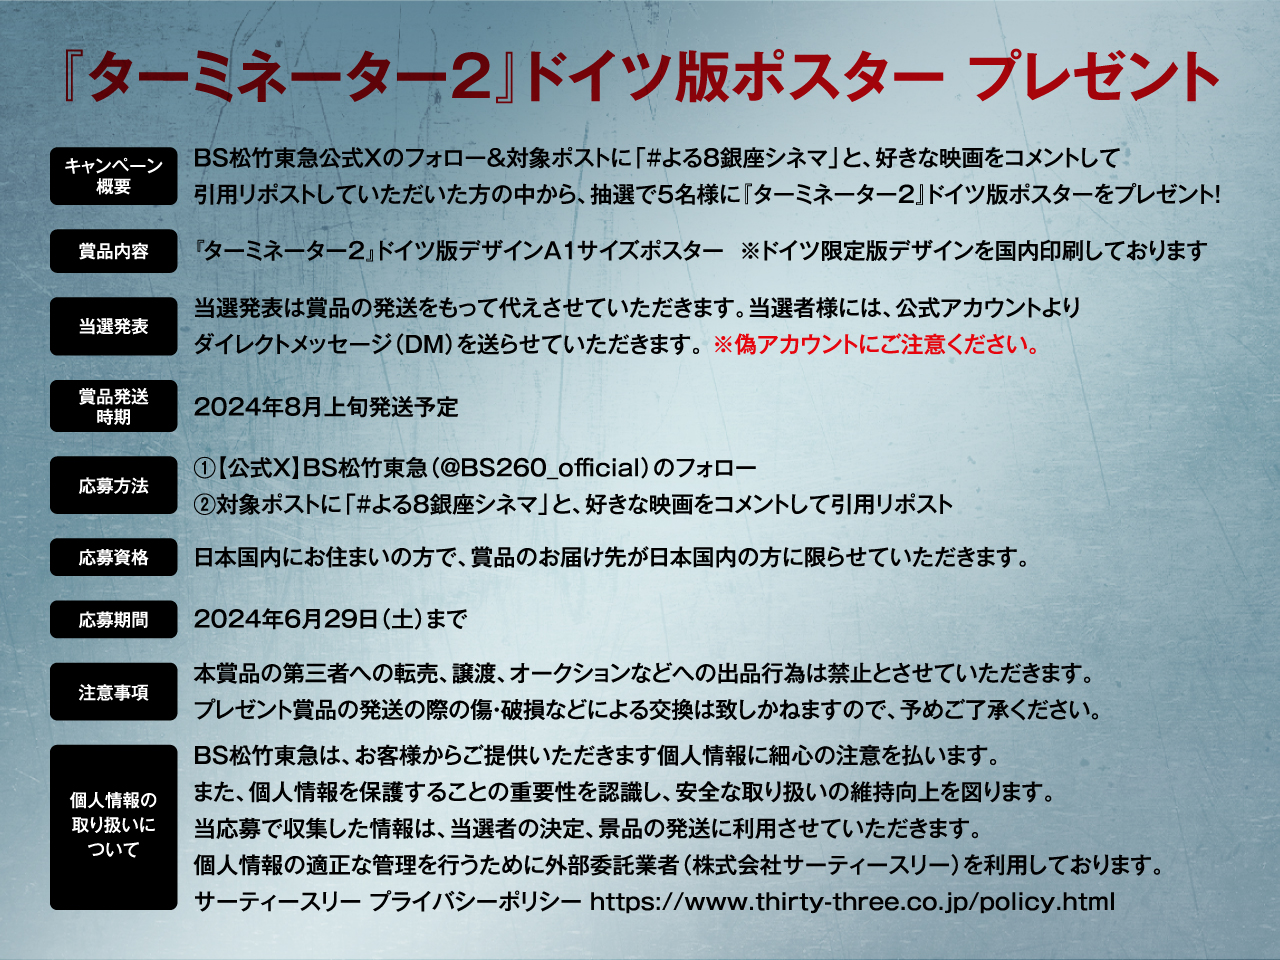 『ターミネーター2』ドイツ版ポスター プレゼント
キャンペーン
概要
BS松竹東急公式Xのフォロー&対象ポストに「#よる8銀座シネマ」と、好きな映画をコメントして
引用リポストしていただいた方の中から、抽選で5名様に『ターミネーター2』ドイツ版ポスターをプレゼント!
賞品内容
『ターミネーター2』ドイツ版デザインA1サイズポスター ※ドイツ限定版デザインを国内印刷しております
当選発表
当選発表は賞品の発送をもって代えさせていただきます。当選者様には、公式アカウントより
ダイレクトメッセージ(DM)を送らせていただきます。※偽アカウントにご注意ください。
賞品発送
時期
2024年8月上旬発送予定
応募方法
①【公式X】BS松竹東急(@BS260_official)のフォロー
②対象ポストに「#よる8銀座シネマ」と、好きな映画をコメントして引用リポスト
応募資格
日本国内にお住まいの方で、賞品のお届け先が日本国内の方に限らせていただきます。
応募期間
2024年6月29日(土)まで
注意事項
本賞品の第三者への転売、譲渡、オークションなどへの出品行為は禁止とさせていただきます。
プレゼント賞品の発送の際の傷・破損などによる交換は致しかねますので、予めご了承ください。
個人情報の
取り扱いに
ついて
BS松竹東急は、お客様からご提供いただきます個人情報に細心の注意を払います。
また、個人情報を保護することの重要性を認識し、安全な取り扱いの維持向上を図ります。
当応募で収集した情報は、当選者の決定、景品の発送に利用させていただきます。
個人情報の適正な管理を行うために外部委託業者(株式会社サーティースリー)を利用しております。
サーティースリー プライバシーポリシー https://www.thirty-three.co.jp/policy.html